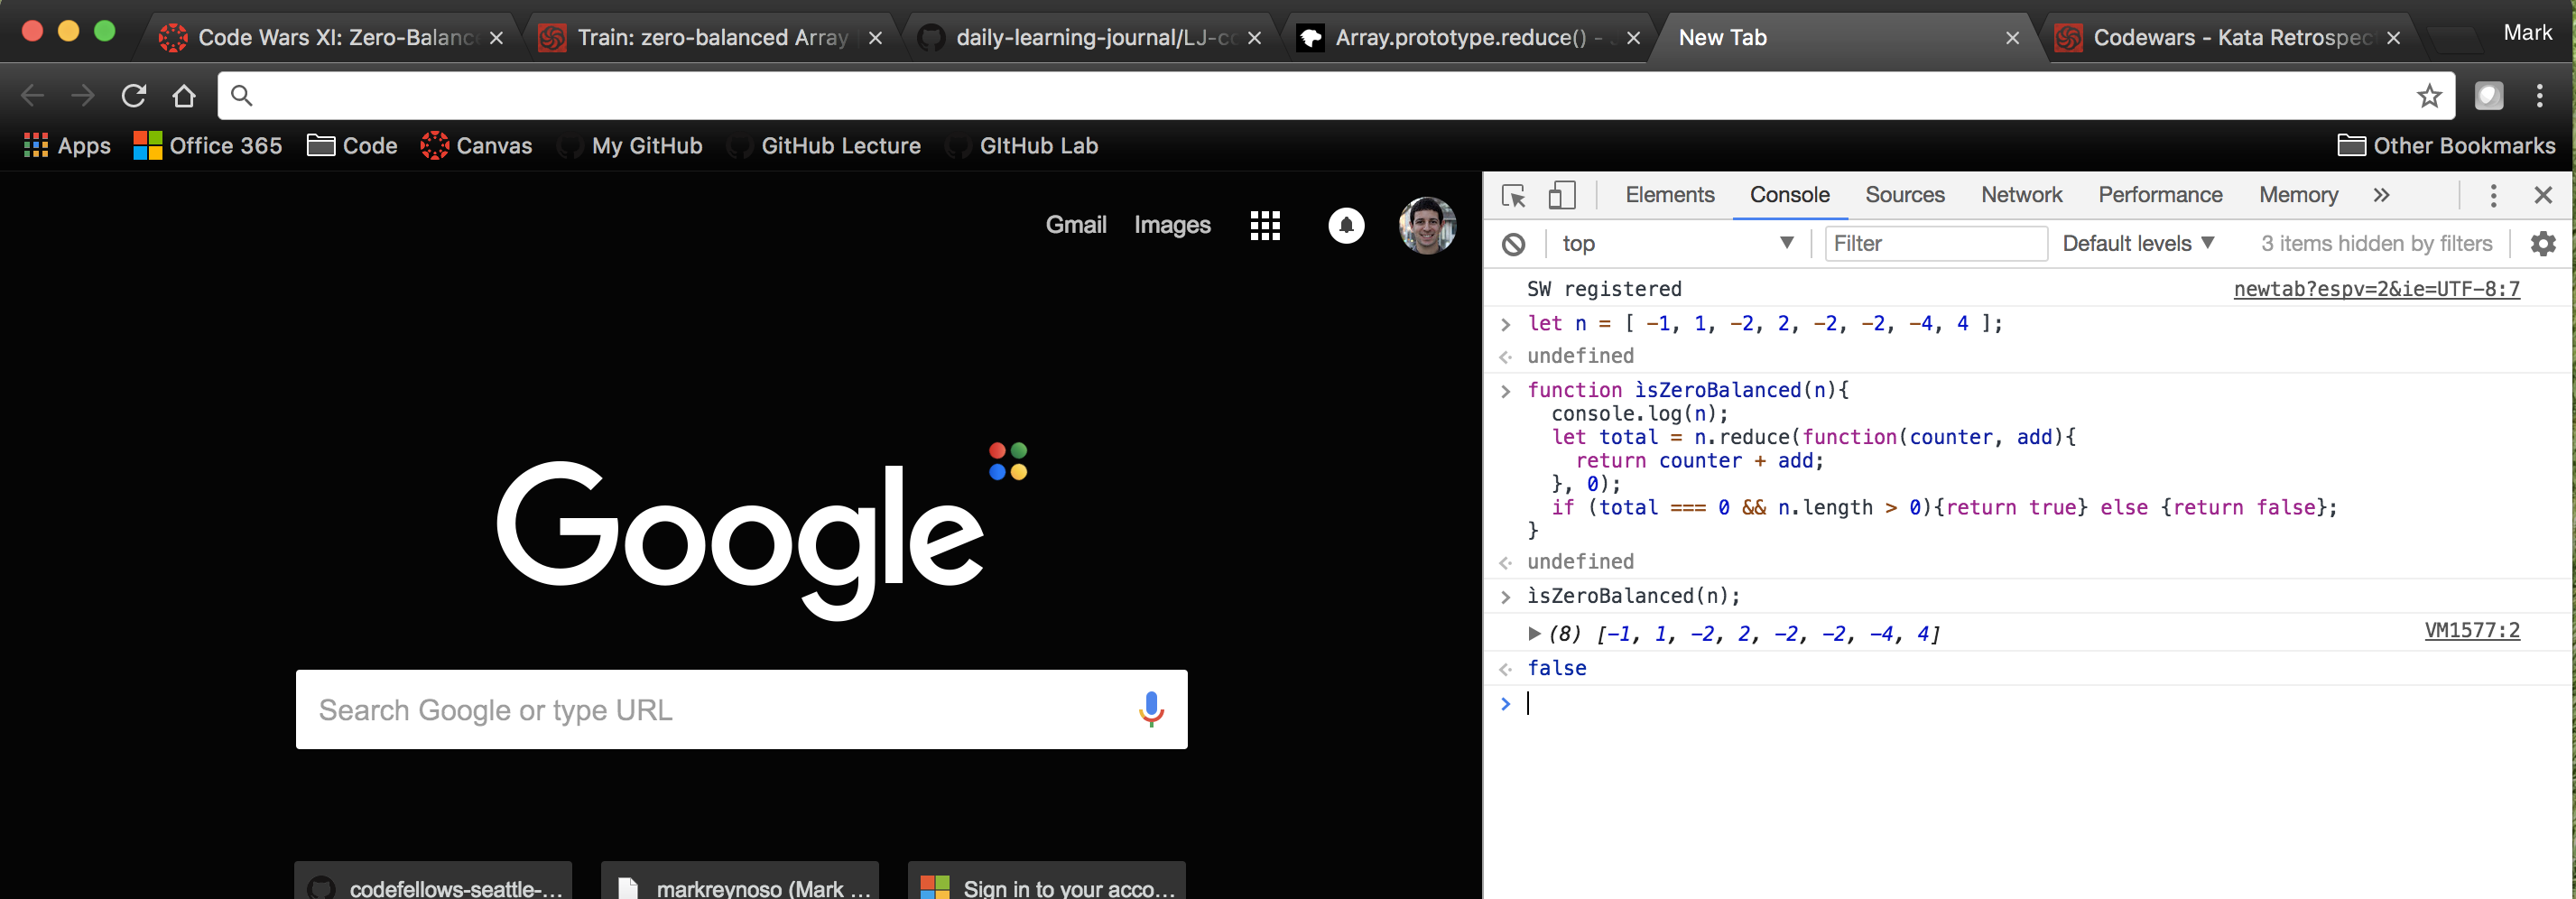 Code Wars XI: Zero-Balance
Train: zero-balanced Array
daily-learning-journal/LJ-co
Array.prototype.reduce() -
New Tab
Codewars - Kata Retrospec
Mark
Apps
Office 365
Code
Canvas
My GitHub
GitHub Lecture
GItHub Lab
Other Bookmarks
Gmail
Images
Google
Search Google or type URL
codefellows-seattle-...
markreynoso (Mark ...
Sign in to your acco...
Elements Console Sources Network Performance Memory »
top
Filter
Default levels
3 items hidden by filters
SW registered newtab?espv=2&ie=UTF-8:7
> let n = [ -1, 1, -2, 2, -2, -2, -4, 4 ];
undefined
> function ìsZeroBalanced(n){
console.log(n);
let total = n.reduce(function(counter, add){
return counter + add;
}, 0);
if (total === 0 && n.length > 0){return true} else {return false};
}
undefined
> ìsZeroBalanced(n);
(8) [-1, 1, -2, 2, -2, -2, -4, 4] VM1577:2
false
>